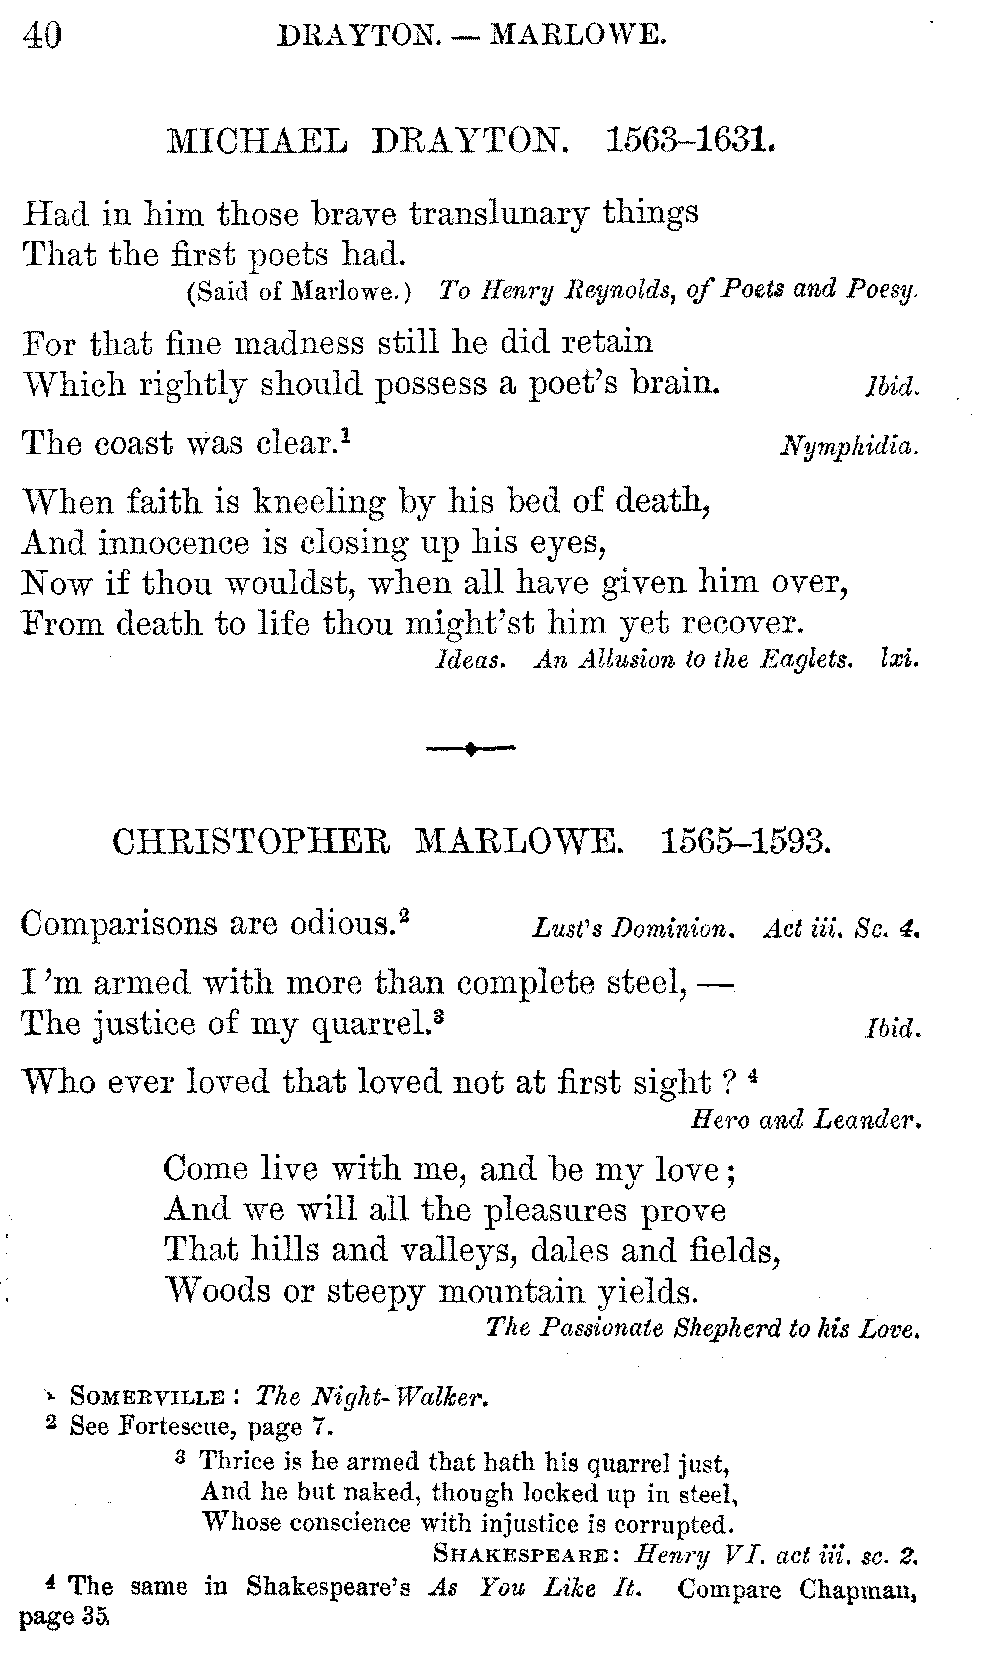 40 DRAYTON. — MARLOWE.
MICHAEL DRAYTON. 1563–1631.
Had in him those brave translunary things
That the first poets had.
(Said of Marlowe.) To Henry Reynolds, of Poets and Poesy.
For that fine madness still he did retain
Which rightly should possess a poet's brain. Ibid.
The coast was clear.¹ Nymphidia.
When faith is kneeling by his bed of death,
And innocence is closing up his eyes,
Now if thou wouldst, when all have given him over,
From death to life thou might'st him yet recover.
Ideas. An Allusion to the Eaglets. lxi.
CHRISTOPHER MARLOWE. 1565–1593.
Comparisons are odious.² Lust's Dominion. Act iii. Sc. 4.
I 'm armed with more than complete steel, —
The justice of my quarrel.³ Ibid.
Who ever loved that loved not at first sight ? ⁴
Hero and Leander.
Come live with me, and be my love ;
And we will all the pleasures prove
That hills and valleys, dales and fields,
Woods or steepy mountain yields.
The Passionate Shepherd to his Love.
¹ SOMERVILLE : The Night-Walker.
² See Fortescue, page 7.
³ Thrice is he armed that hath his quarrel just,
And he but naked, though locked up in steel,
Whose conscience with injustice is corrupted.
SHAKESPEARE : Henry VI. act iii. sc. 2.
⁴ The same in Shakespeare's As You Like It. Compare Chapman,
page 35.